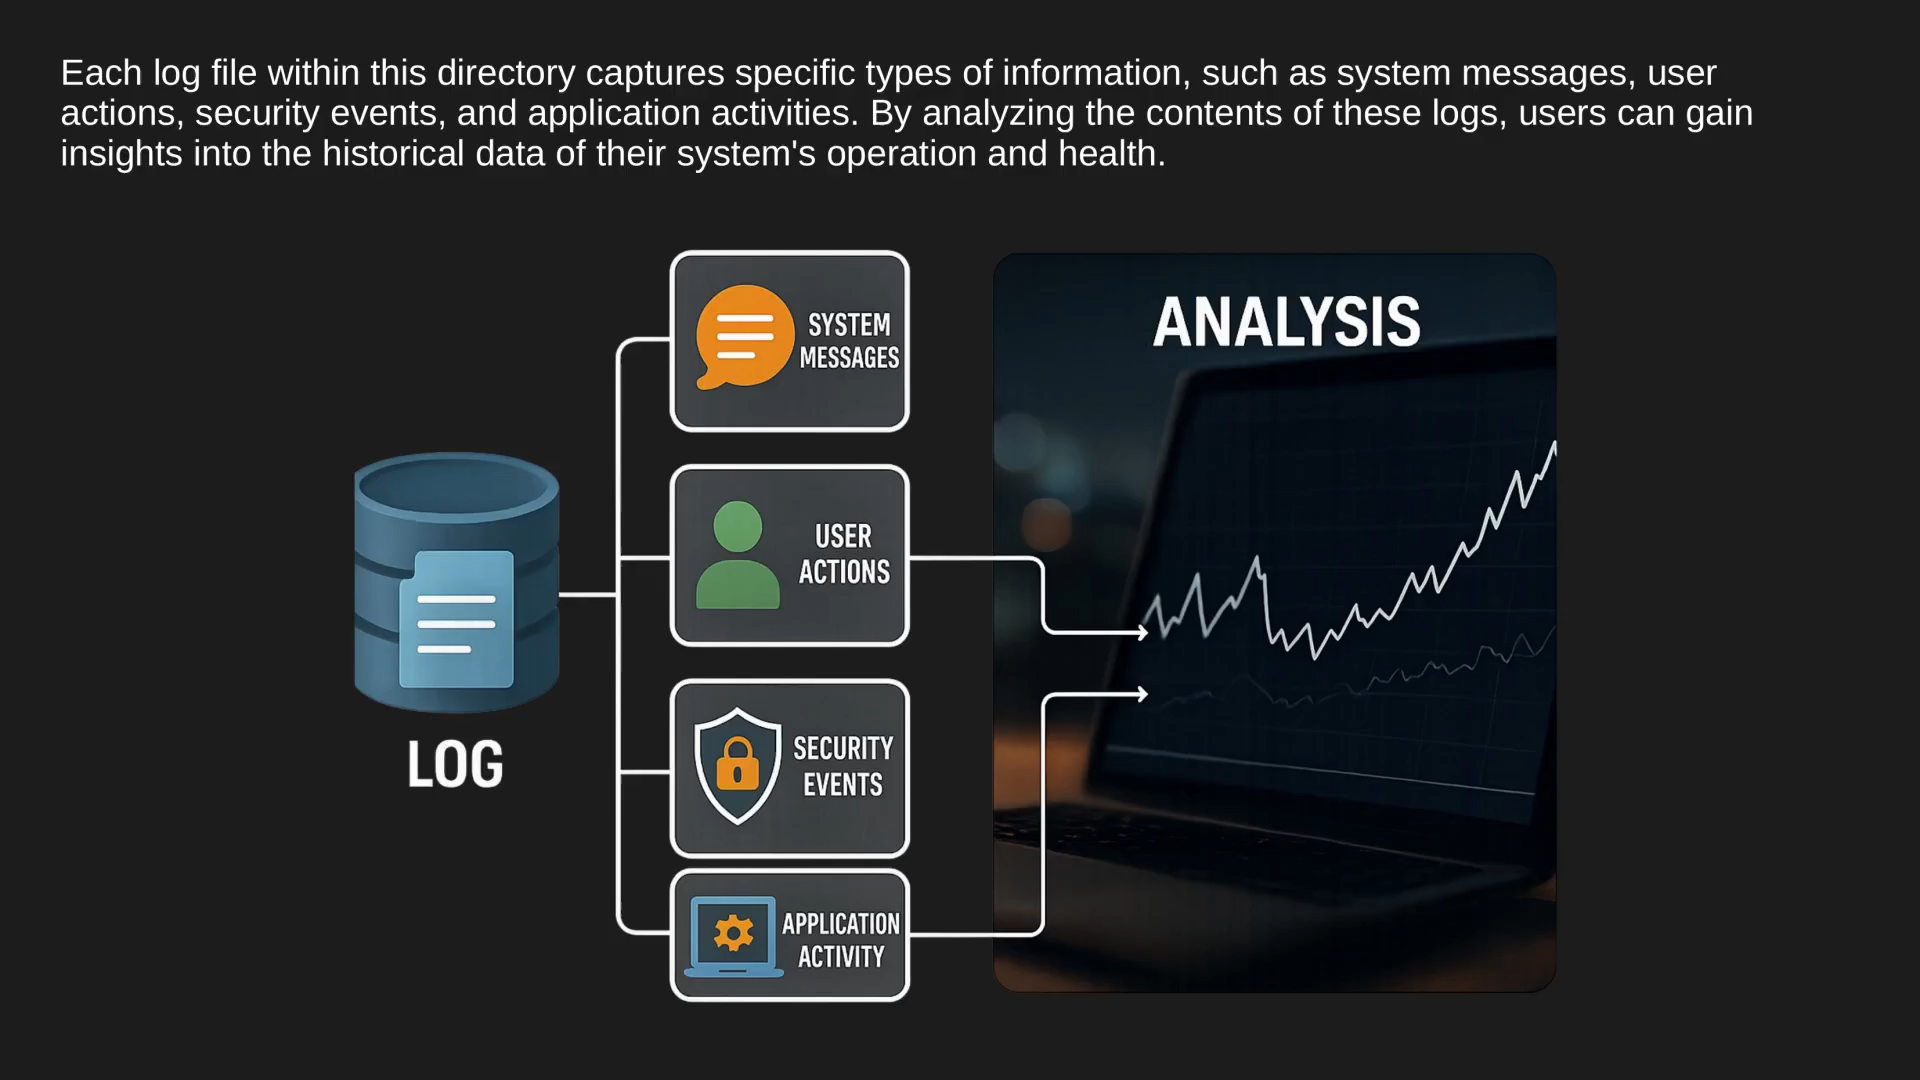 Each log file within this directory captures specific types of information, such as system messages, user
actions, security events, and application activities. By analyzing the contents of these logs, users can gain
insights into the historical data of their system's operation and health.
SYSTEM
MESSAGES
ANALYSIS
USER
ACTIONS
LOG
SECURITY
EVENTS
APPLICATION
ACTIVITY